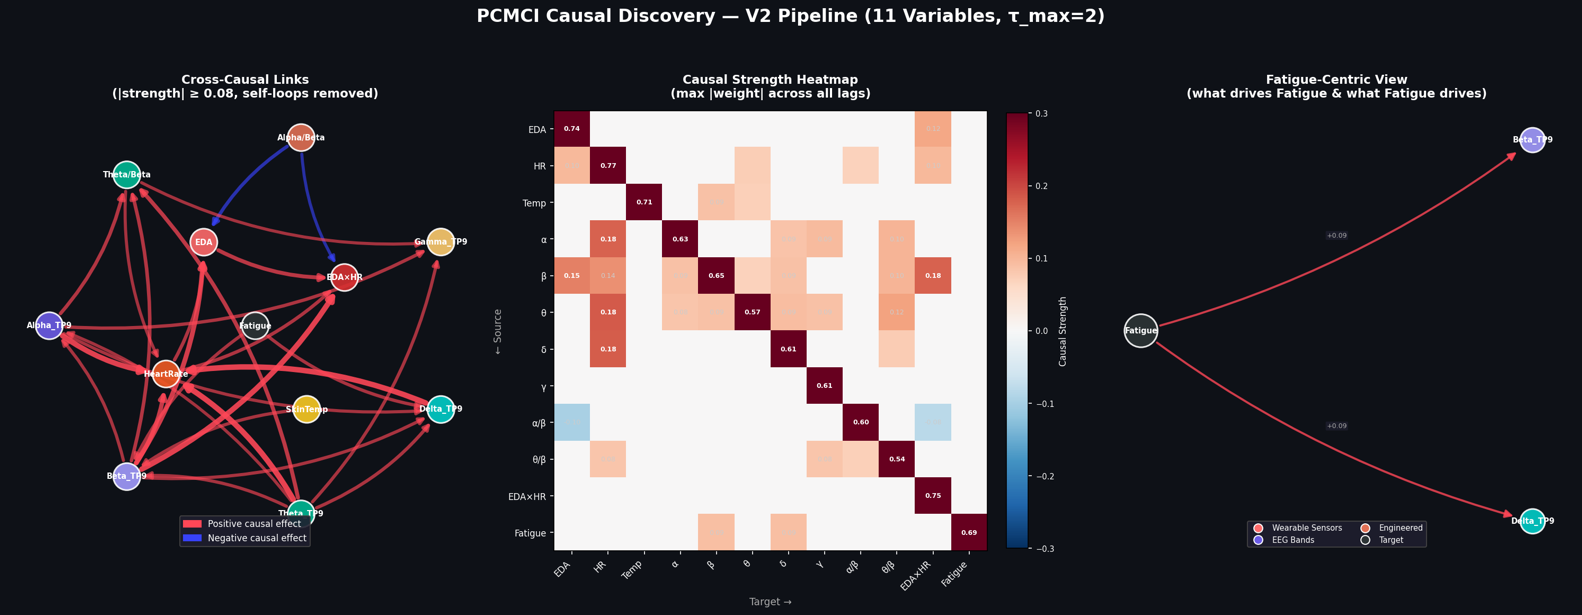 PCMCI Causal Discovery — V2 Pipeline (11 Variables, τ_max=2)
Cross-Causal Links
(|strength| ≥ 0.08, self-loops removed)
Alpha/Beta
Theta/Beta
EDA
Gamma_TP9
EDA×HR
Alpha_TP9
Fatigue
HeartRate
SkinTemp
Delta_TP9
Beta_TP9
Theta_TP9
Positive causal effect
Negative causal effect
Causal Strength Heatmap
(max |weight| across all lags)
← Source
EDA
HR
Temp
α
β
θ
δ
γ
α/β
θ/β
EDA×HR
Fatigue
0.74
0.77
0.71
0.18 0.63
0.15 0.14 0.65 0.18
0.18 0.57 0.12
0.18 0.61
0.61
0.60
0.54
0.75
0.69
EDA HR Temp α β θ δ γ α/β θ/β EDA×HR Fatigue
Target →
0.3
0.2
0.1
0.0
−0.1
−0.2
−0.3
Causal Strength
Fatigue-Centric View
(what drives Fatigue & what Fatigue drives)
Beta_TP9
+0.09
Fatigue
+0.09
Delta_TP9
Wearable Sensors
EEG Bands
Engineered
Target